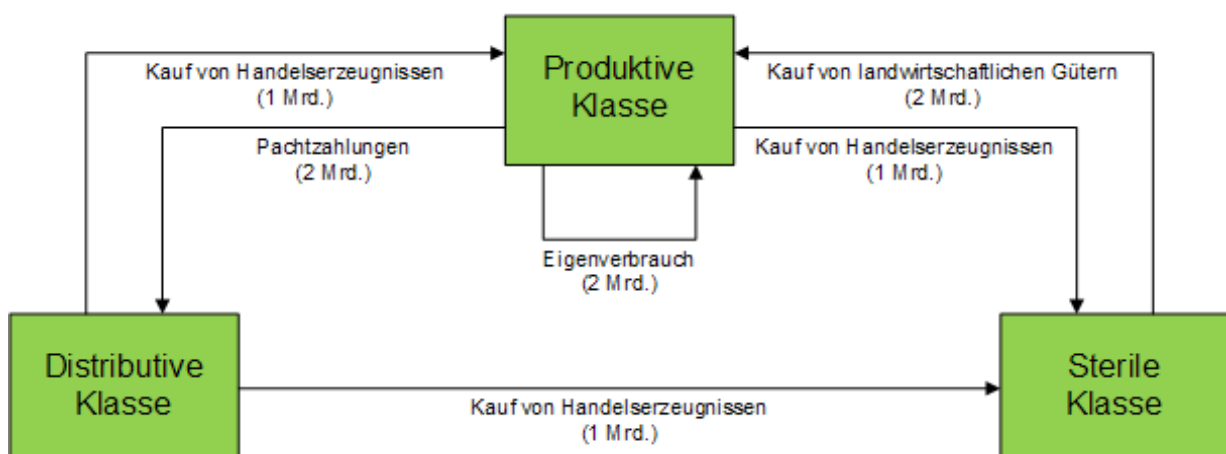 Produktive
Klasse
Kauf von Handelserzeugnissen
(1 Mrd.)
Kauf von landwirtschaftlichen Gütern
(2 Mrd.)
Pachtzahlungen
(2 Mrd.)
Kauf von Handelserzeugnissen
(1 Mrd.)
Eigenverbrauch
(2 Mrd.)
Distributive
Klasse
Sterile
Klasse
Kauf von Handelserzeugnissen
(1 Mrd.)